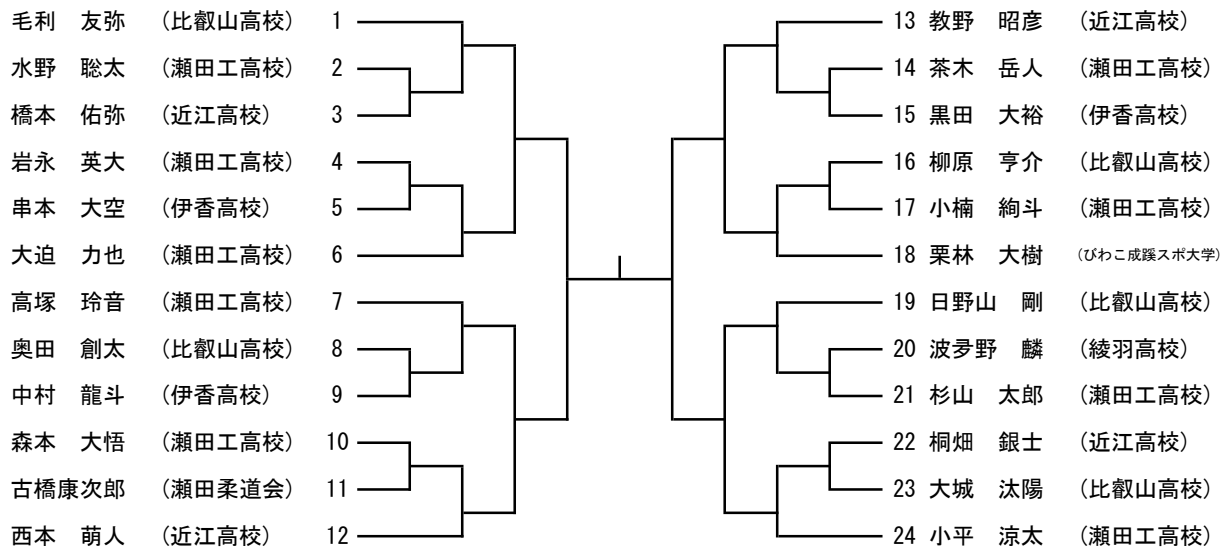 毛利　友弥　(比叡山高校)　1
水野　聡太　(瀬田工高校)　2
橋本　佑弥　(近江高校)　3
岩永　英大　(瀬田工高校)　4
串本　大空　(伊香高校)　5
大迫　力也　(瀬田工高校)　6
高塚　玲音　(瀬田工高校)　7
奥田　創太　(比叡山高校)　8
中村　龍斗　(伊香高校)　9
森本　大悟　(瀬田工高校)　10
古橋康次郎　(瀬田柔道会)　11
西本　萌人　(近江高校)　12
13 教野　昭彦　(近江高校)
14 茶木　岳人　(瀬田工高校)
15 黒田　大裕　(伊香高校)
16 柳原　亨介　(比叡山高校)
17 小楠　絢斗　(瀬田工高校)
18 栗林　大樹　(びわこ成蹊スポ大学)
19 日野山　剛　(比叡山高校)
20 波多野　麟　(綾羽高校)
21 杉山　太郎　(瀬田工高校)
22 桐畑　銀士　(近江高校)
23 大城　汰陽　(比叡山高校)
24 小平　涼太　(瀬田工高校)